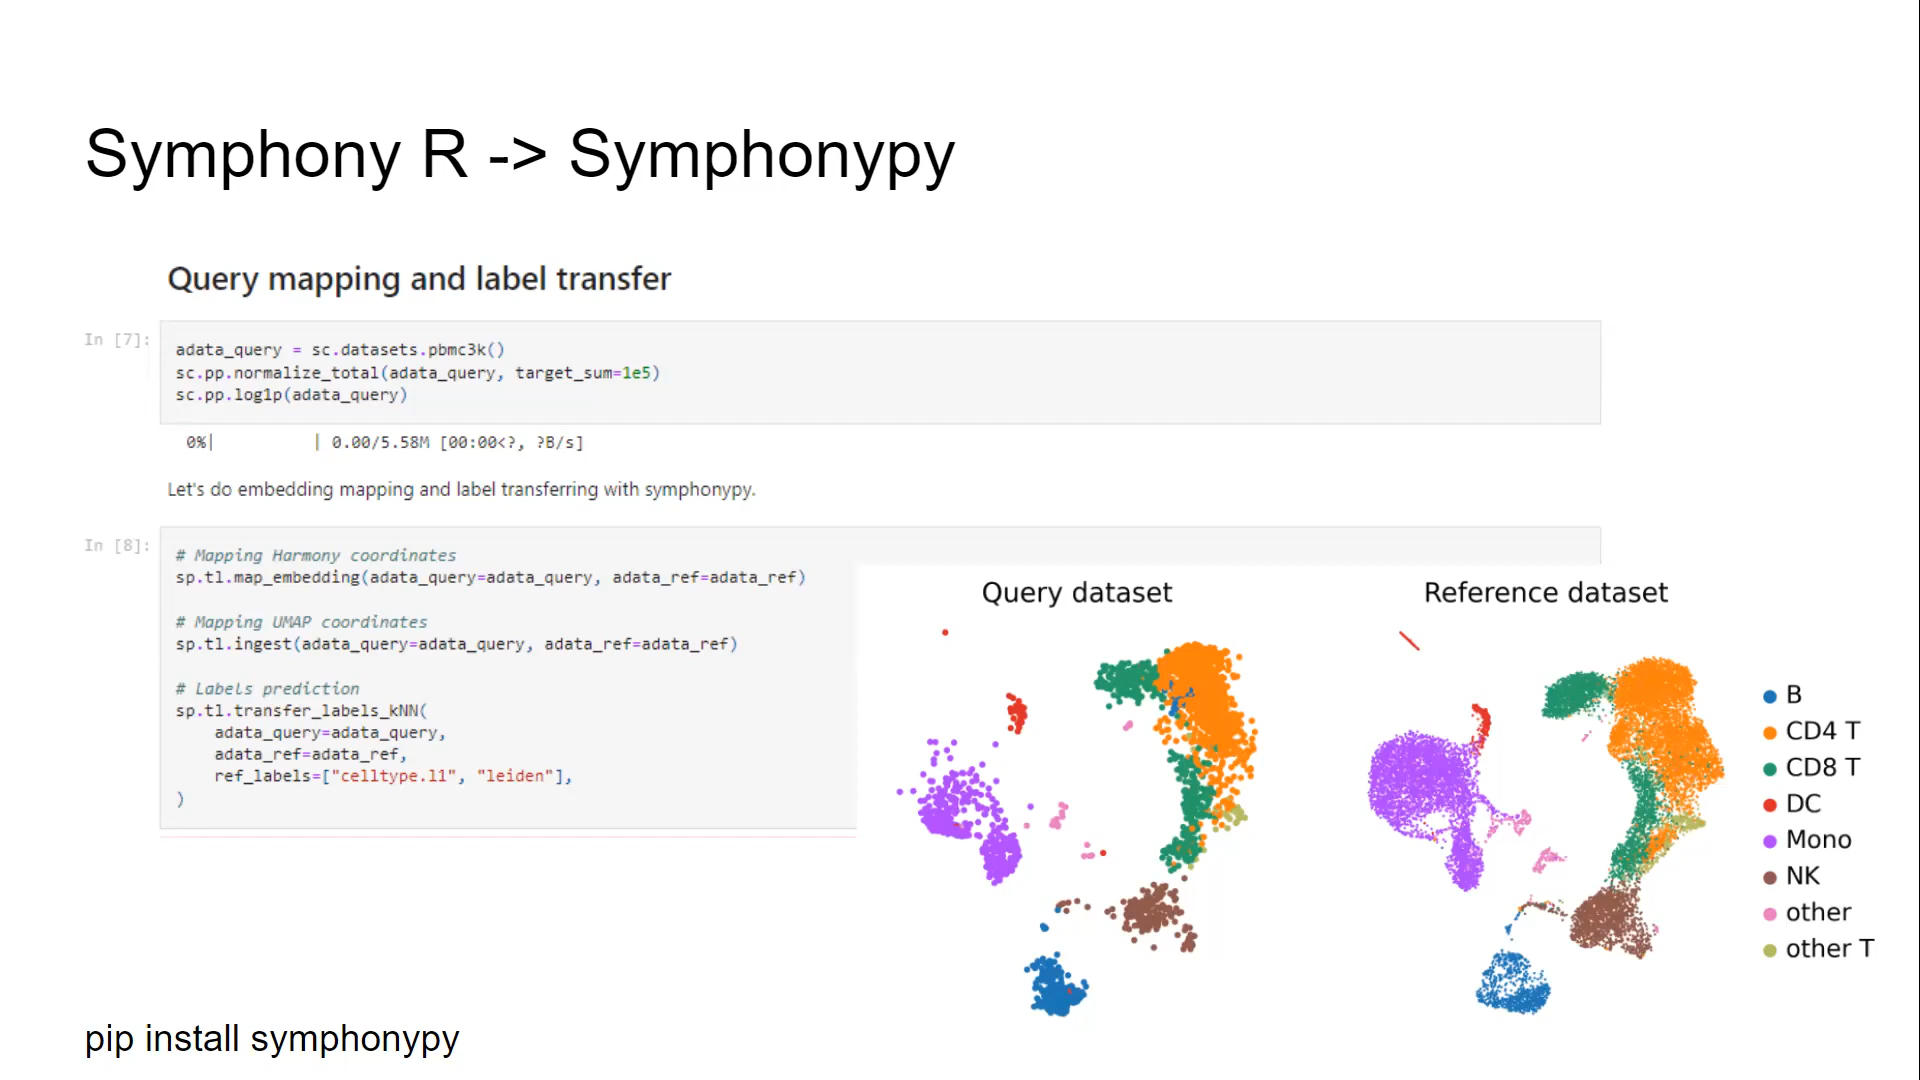 Symphony R -> Symphonypy
Query mapping and label transfer
In [7]:
adata_query = sc.datasets.pbmc3k()
sc.pp.normalize_total(adata_query, target_sum=1e5)
sc.pp.log1p(adata_query)
0%| | 0.00/5.58M [00:00<?, ?B/s]
Let's do embedding mapping and label transferring with symphonypy.
In [8]:
# Mapping Harmony coordinates
sp.tl.map_embedding(adata_query=adata_query, adata_ref=adata_ref)
# Mapping UMAP coordinates
sp.tl.ingest(adata_query=adata_query, adata_ref=adata_ref)
# Labels prediction
sp.tl.transfer_labels_kNN(
adata_query=adata_query,
adata_ref=adata_ref,
ref_labels=["celltype.l1", "leiden"],
)
Query dataset
Reference dataset
B
CD4 T
CD8 T
DC
Mono
NK
other
other T
pip install symphonypy